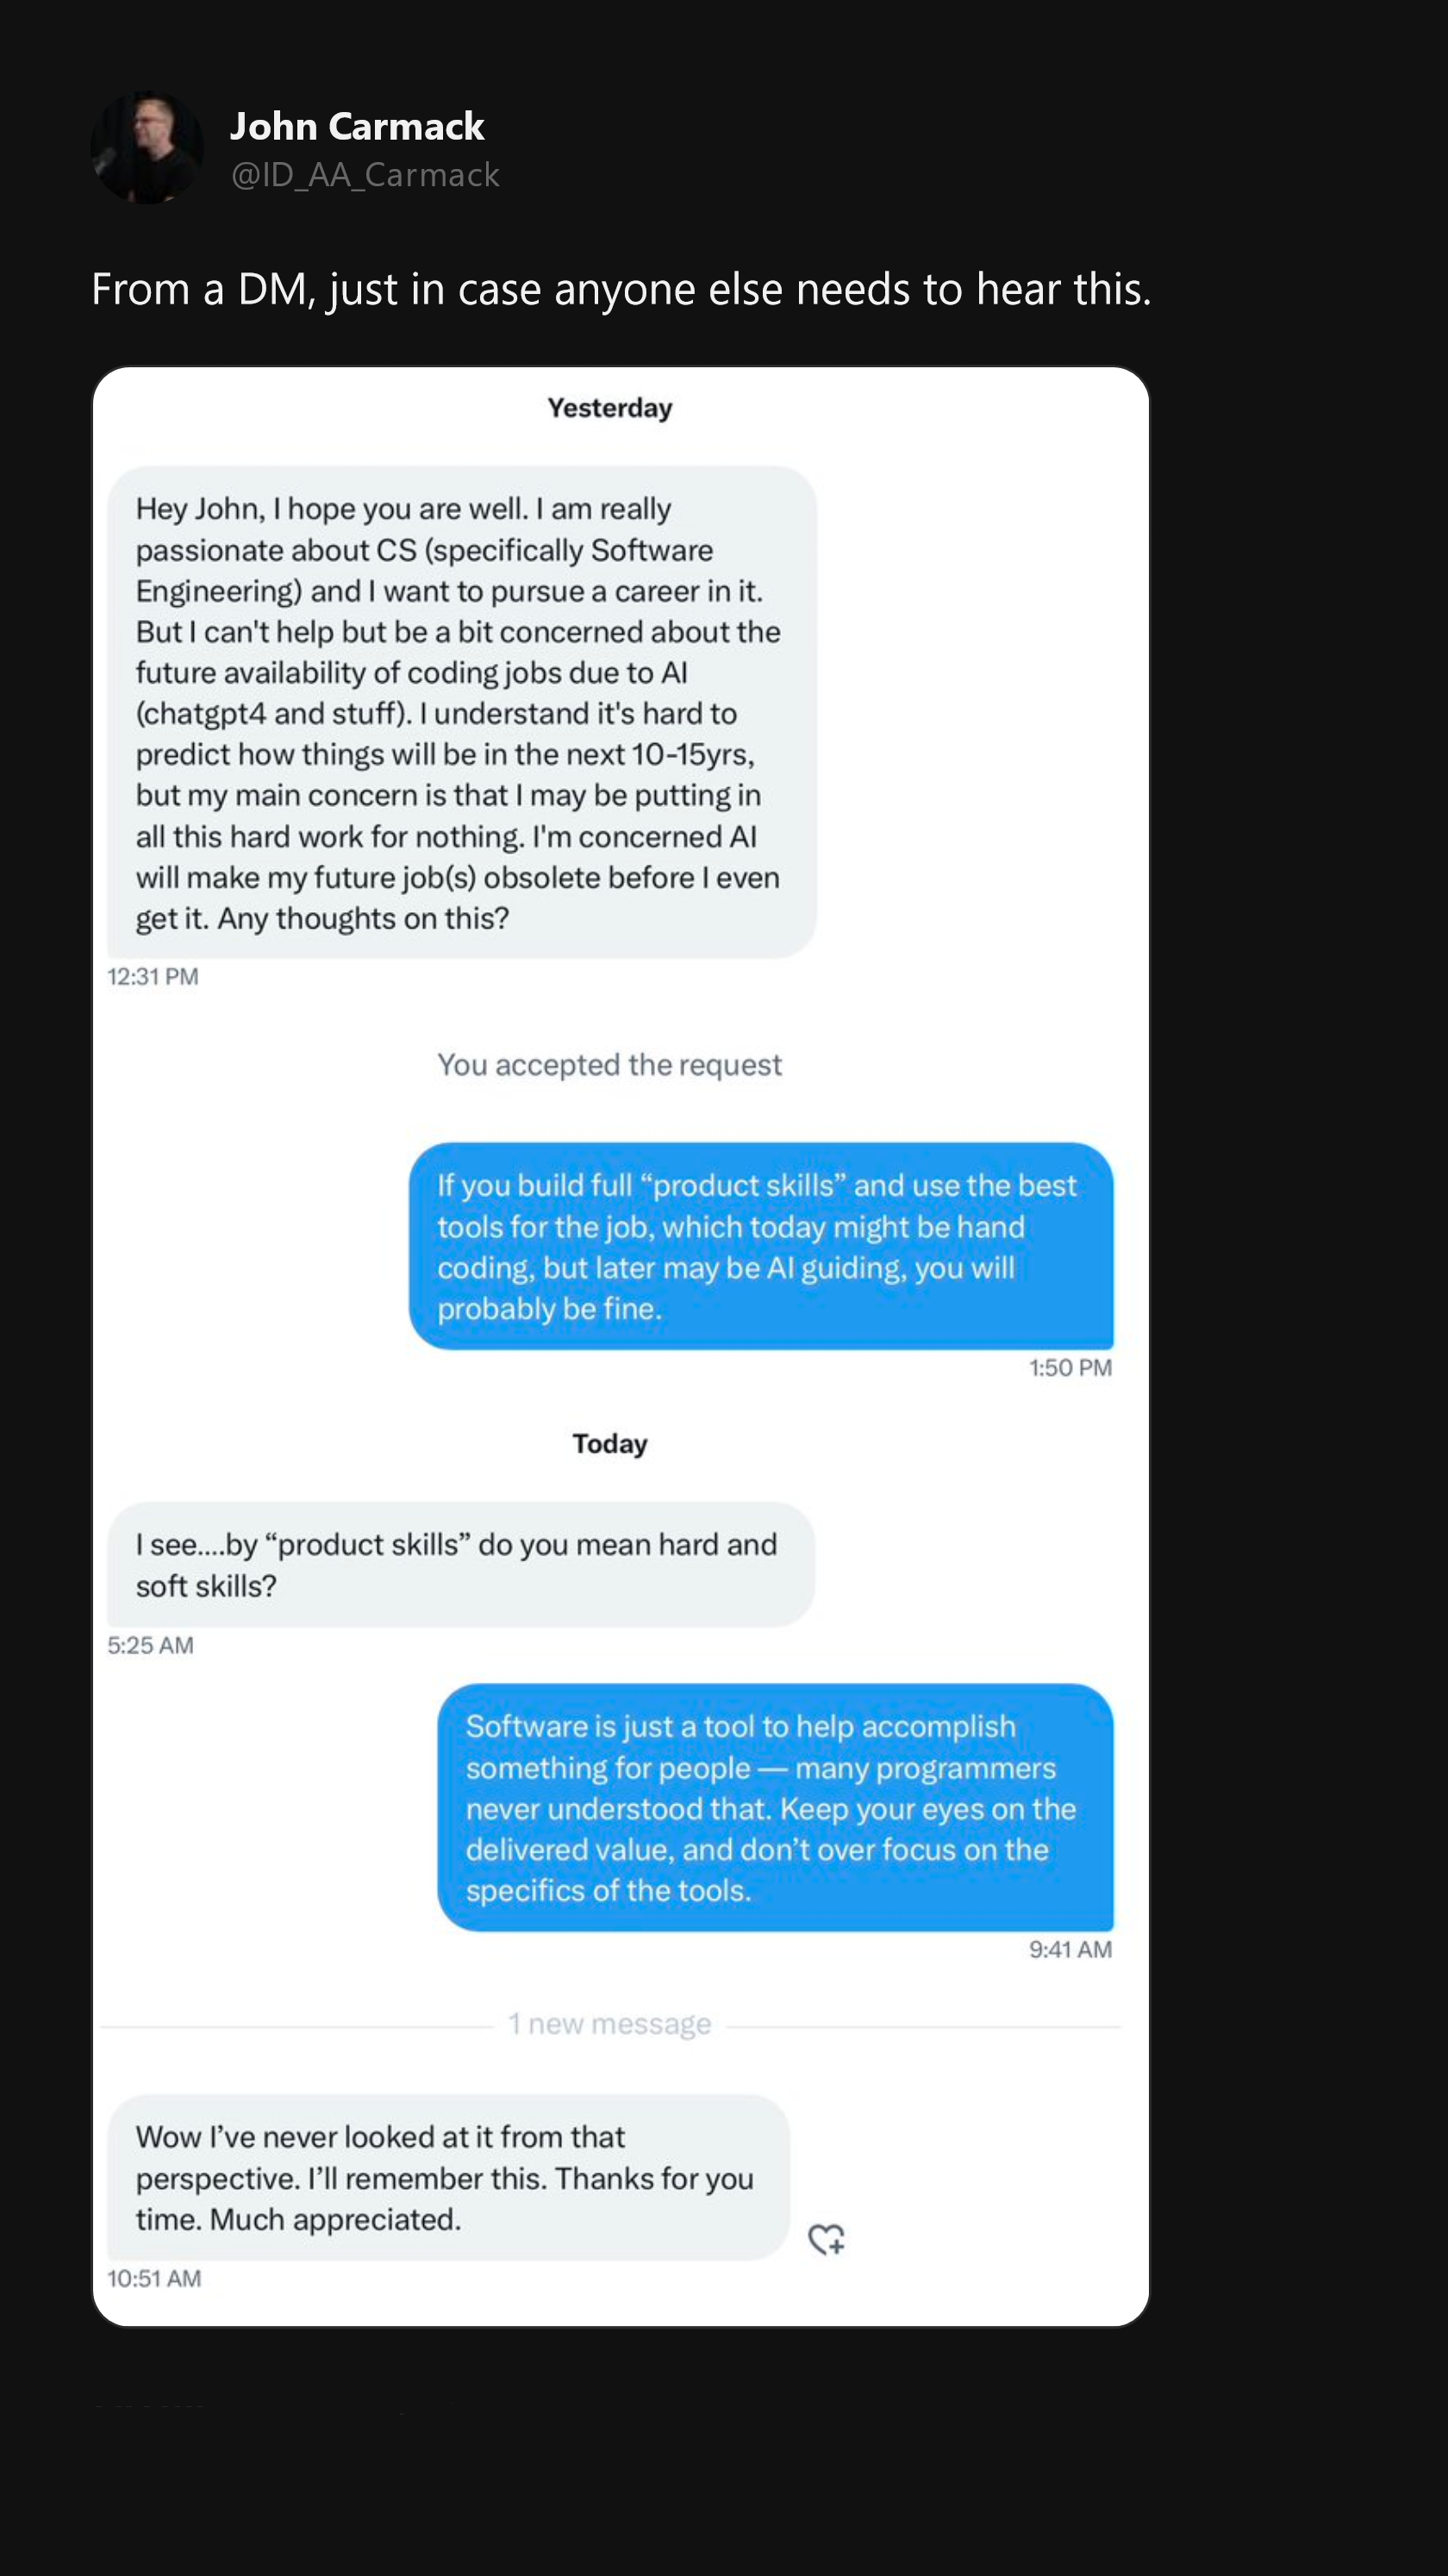 John Carmack
@ID_AA_Carmack
From a DM, just in case anyone else needs to hear this.
Yesterday
Hey John, I hope you are well. I am really
passionate about CS (specifically Software
Engineering) and I want to pursue a career in it.
But I can't help but be a bit concerned about the
future availability of coding jobs due to AI
(chatgpt4 and stuff). I understand it's hard to
predict how things will be in the next 10-15yrs,
but my main concern is that I may be putting in
all this hard work for nothing. I'm concerned AI
will make my future job(s) obsolete before I even
get it. Any thoughts on this?
12:31 PM
You accepted the request
If you build full “product skills” and use the best
tools for the job, which today might be hand
coding, but later may be AI guiding, you will
probably be fine.
1:50 PM
Today
I see....by “product skills” do you mean hard and
soft skills?
5:25 AM
Software is just a tool to help accomplish
something for people — many programmers
never understood that. Keep your eyes on the
delivered value, and don’t over focus on the
specifics of the tools.
9:41 AM
1 new message
Wow I’ve never looked at it from that
perspective. I’ll remember this. Thanks for you
time. Much appreciated.
10:51 AM